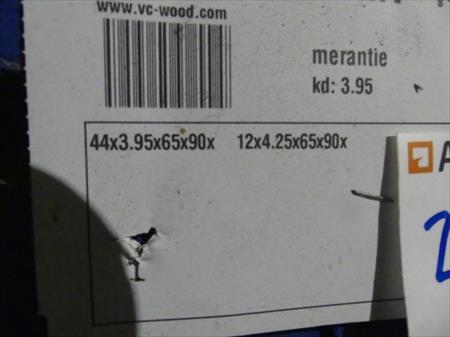 www.vc-wood.com
merantie
kd: 3.95
44x3.95x65x90x 12x4.25x65x90x